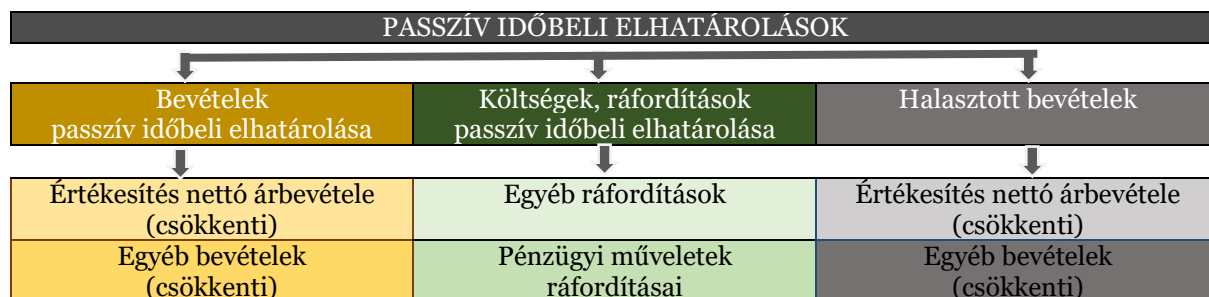 PASSZÍV IDŐBELI ELHATÁROLÁSOK
Bevételek
passzív időbeli elhatárolása
Költségek, ráfordítások
passzív időbeli elhatárolása
Halasztott bevételek
Értékesítés nettó árbevétele
(csökkenti)
Egyéb ráfordítások
Értékesítés nettó árbevétele
(csökkenti)
Egyéb bevételek
(csökkenti)
Pénzügyi műveletek
ráfordításai
Egyéb bevételek
(csökkenti)